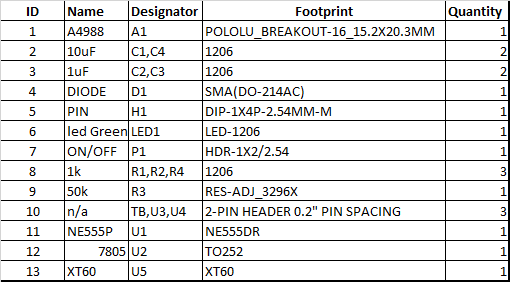 ID Name Designator Footprint Quantity
1 A4988 A1 POLOLU_BREAKOUT-16_15.2X20.3MM 1
2 10uF C1,C4 1206 2
3 1uF C2,C3 1206 2
4 DIODE D1 SMA(DO-214AC) 1
5 PIN H1 DIP-1X4P-2.54MM-M 1
6 led Green LED1 LED-1206 1
7 ON/OFF P1 HDR-1X2/2.54 1
8 1k R1,R2,R4 1206 3
9 50k R3 RES-ADJ_3296X 1
10 n/a TB,U3,U4 2-PIN HEADER 0.2" PIN SPACING 3
11 NE555P U1 NE555DR 1
12 7805 U2 TO252 1
13 XT60 U5 XT60 1